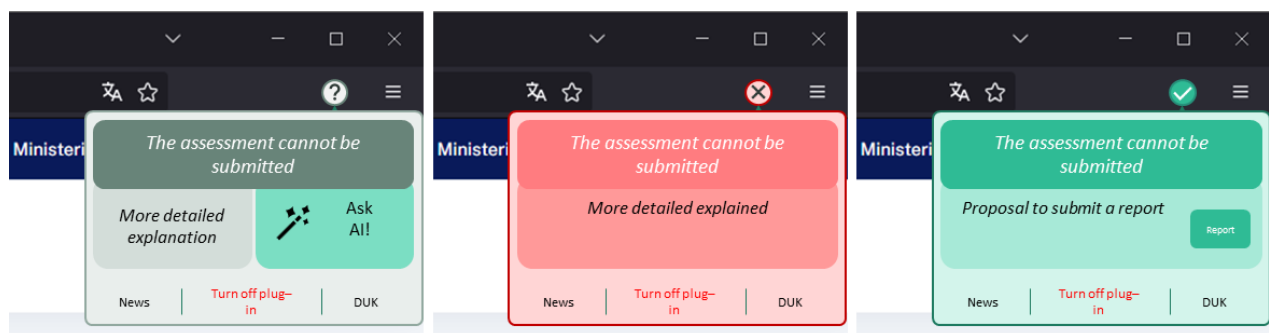 Ministeri
The assessment cannot be
submitted
More detailed
explanation
Ask
AI!
News
Turn off plug–
in
DUK
Ministeri
The assessment cannot be
submitted
More detailed explained
News
Turn off plug–
in
DUK
Ministeri
The assessment cannot be
submitted
Proposal to submit a report
Report
News
Turn off plug–
in
DUK